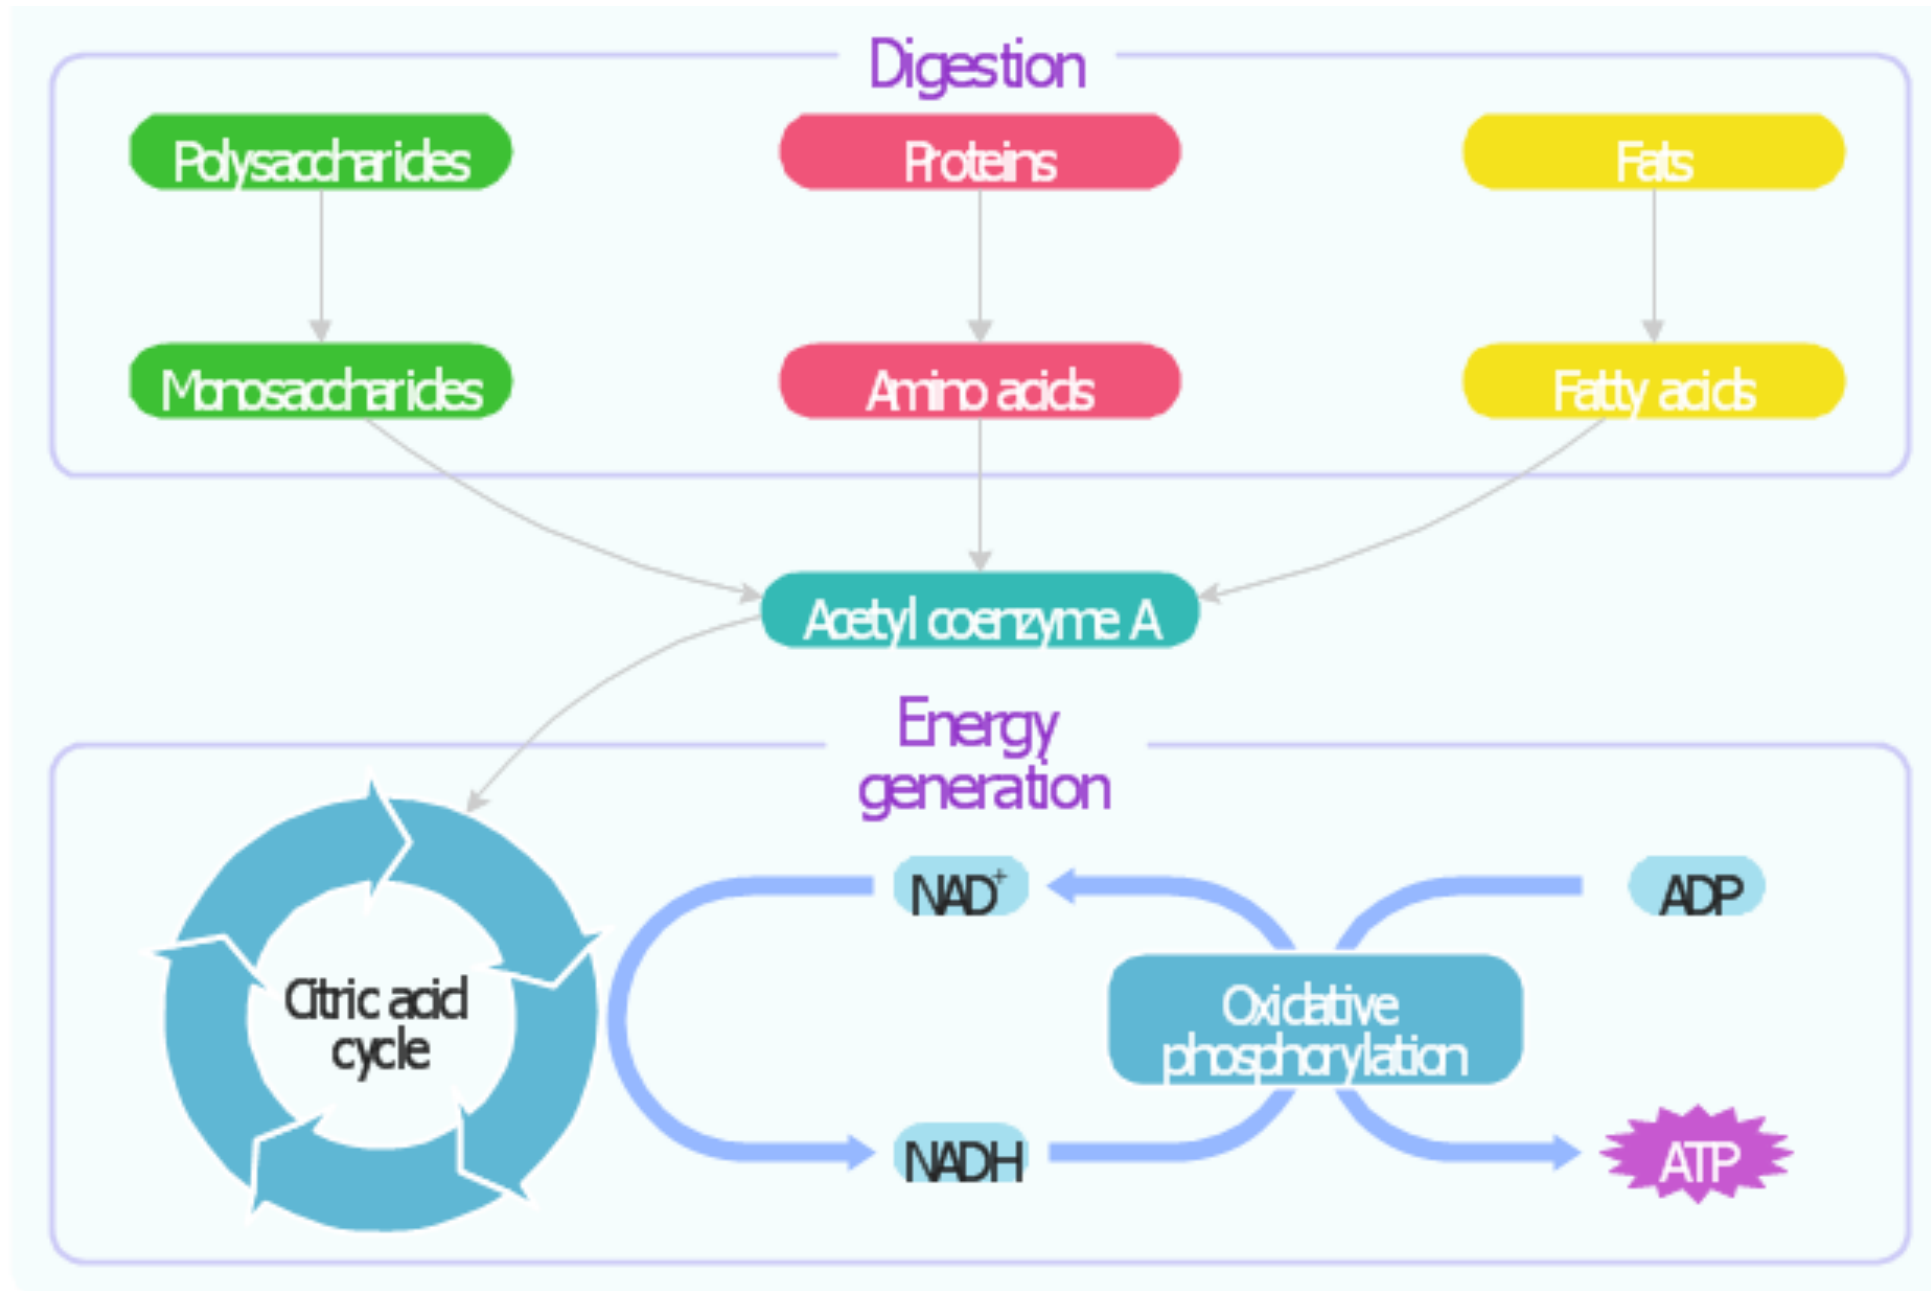 Digestion
Polysaccharides
Proteins
Fats
Monosaccharides
Amino acids
Fatty acids
Acetyl coenzyme A
Energy
generation
NAD+
ADP
Citric acid
cycle
Oxidative
phosphorylation
NADH
ATP